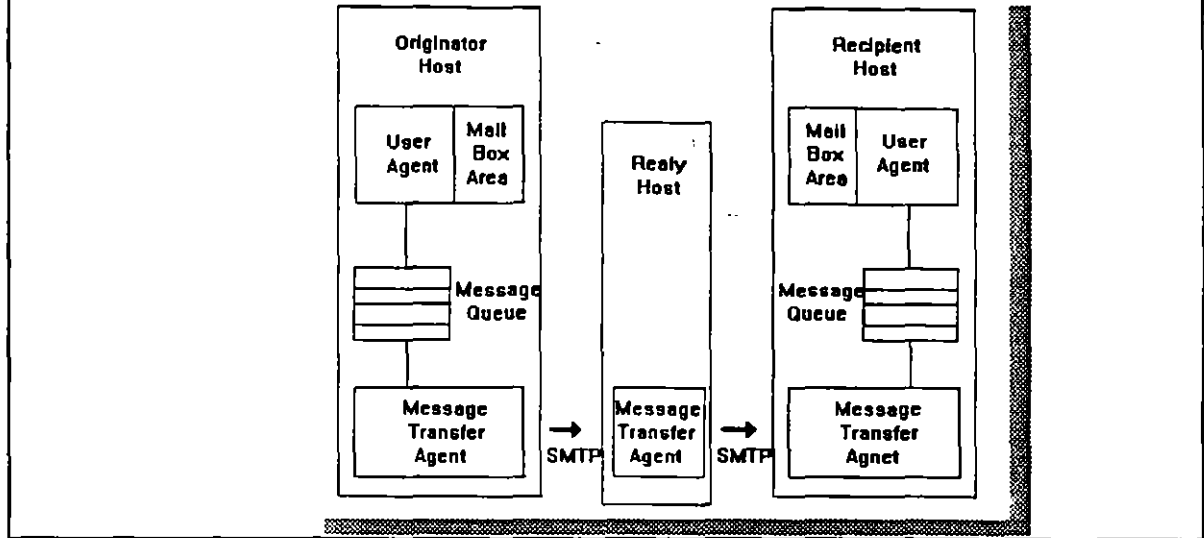 Originator
Host
User
Agent
Mail
Box
Area
Message
Queue
Message
Transfer
Agent
SMTP
Realy
Host
Message
Transfer
Agent
SMTP
Recipient
Host
Mail
Box
Area
User
Agent
Message
Queue
Message
Transfer
Agnet